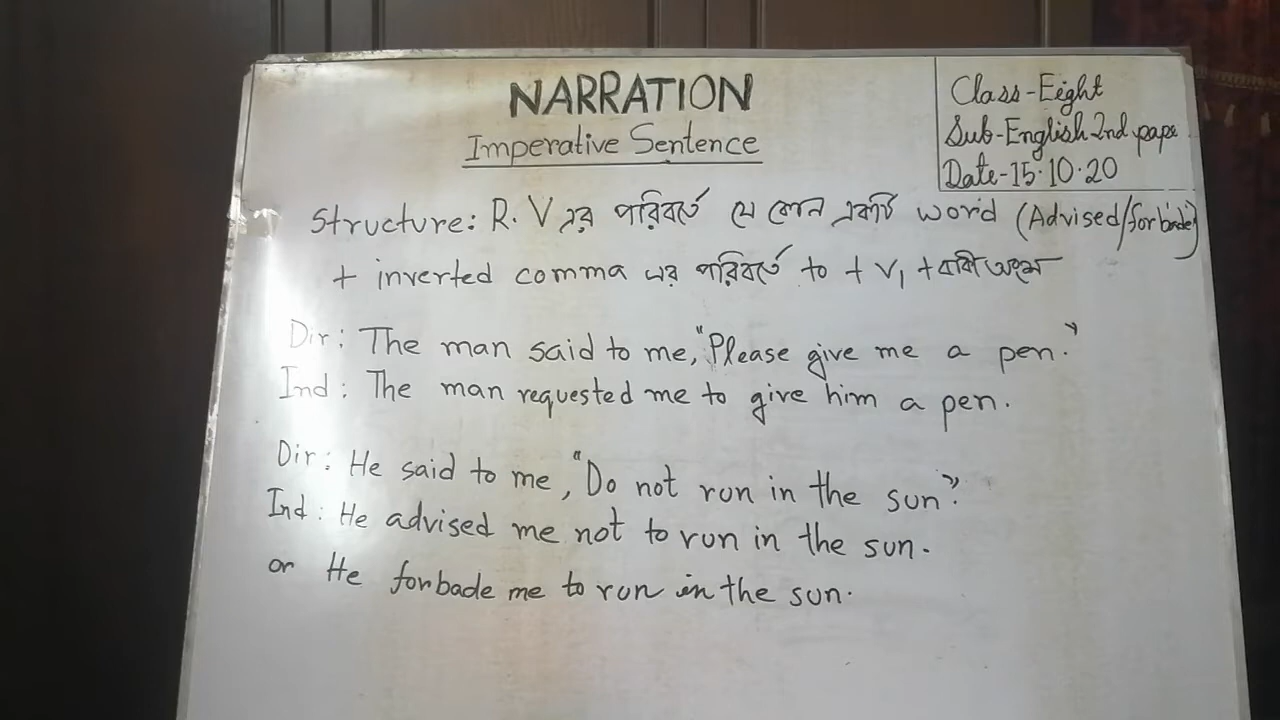 NARRATION
Imperative Sentence
Class-Eight
Sub-English 2nd pape
Date-15.10.20
Structure: R.V এর পরিবর্তে যে কোন একটি word (Advised/forbade)
+ inverted comma এর পরিবর্তে to + V₁ + বাকি অংশ
Dir: The man said to me, "Please give me a pen."
Ind: The man requested me to give him a pen.
Dir: He said to me, "Do not run in the sun".
Ind: He advised me not to run in the sun.
or He forbade me to run in the sun.